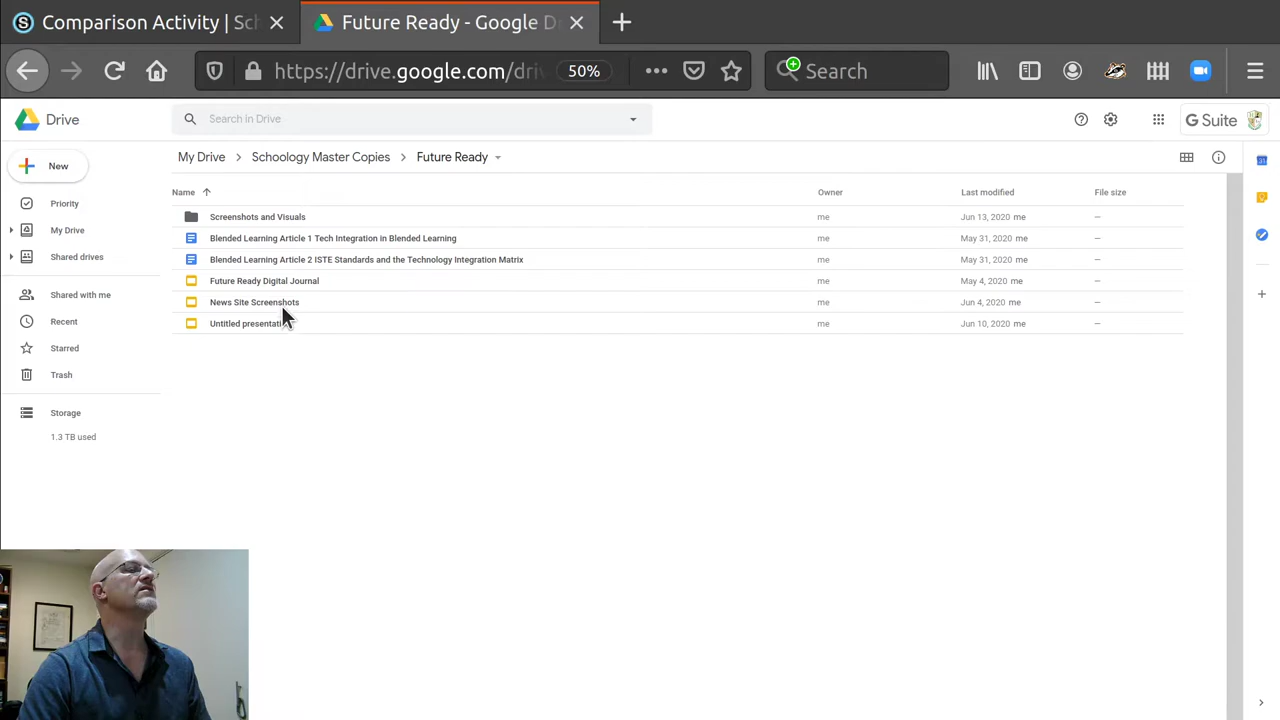 Comparison Activity | Sch
Future Ready - Google D
https://drive.google.com/dri
50%
Search
Drive
Search in Drive
G Suite
New
My Drive > Schoology Master Copies > Future Ready
Name Owner Last modified File size
Priority
My Drive
Shared drives
Shared with me
Recent
Starred
Trash
Storage
1.3 TB used
Screenshots and Visuals me Jun 13, 2020 me –
Blended Learning Article 1 Tech Integration in Blended Learning me May 31, 2020 me –
Blended Learning Article 2 ISTE Standards and the Technology Integration Matrix me May 31, 2020 me –
Future Ready Digital Journal me May 4, 2020 me –
News Site Screenshots me Jun 4, 2020 me –
Untitled presentati me Jun 10, 2020 me –